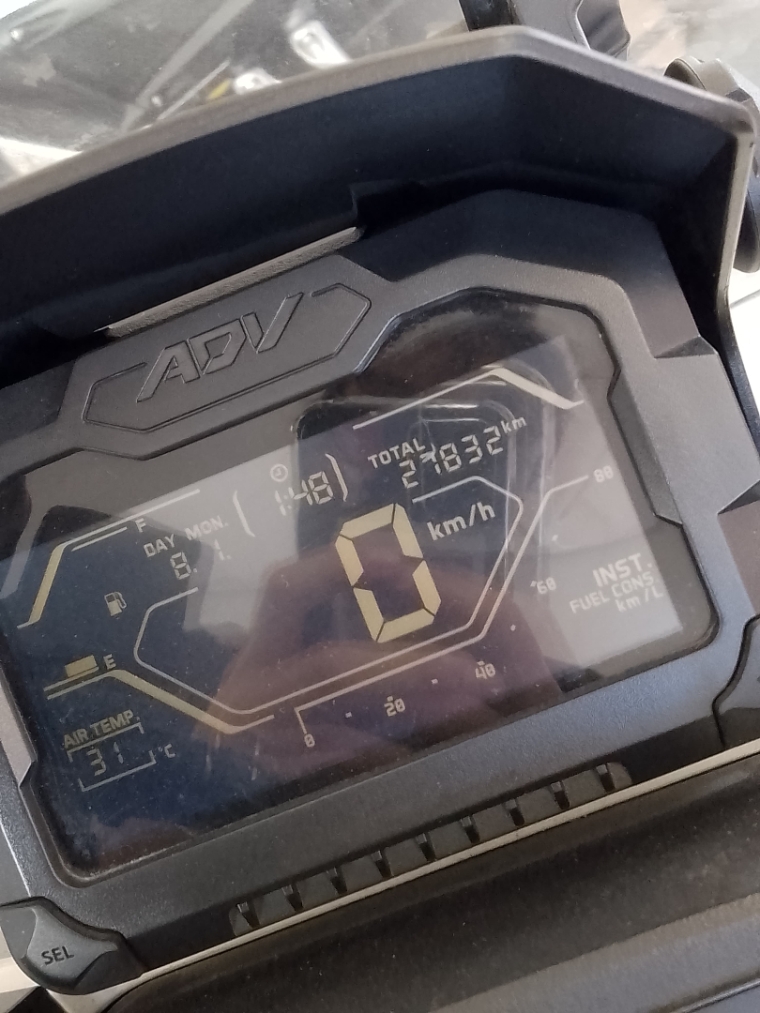 ADV
TOTAL
27832 km
1:48
F
DAY MON.
8. 1.
0 km/h
80
60
INST.
FUEL CONS.
km/L
E
40
20
0
AIR TEMP.
31 °C
SEL